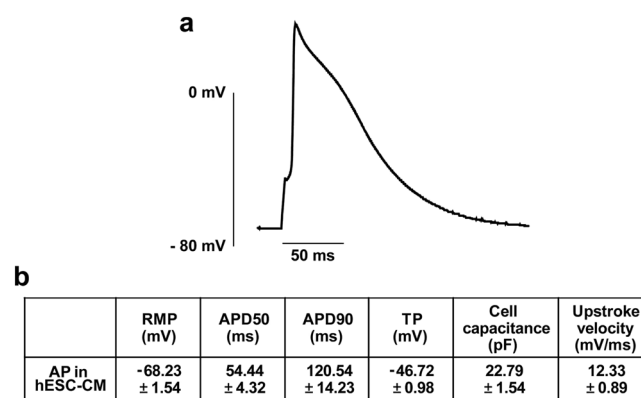 a
0 mV
- 80 mV
50 ms
b
RMP (mV) APD50 (ms) APD90 (ms) TP (mV) Cell capacitance (pF) Upstroke velocity (mV/ms)
AP in hESC-CM -68.23 ± 1.54 54.44 ± 4.32 120.54 ± 14.23 -46.72 ± 0.98 22.79 ± 1.54 12.33 ± 0.89